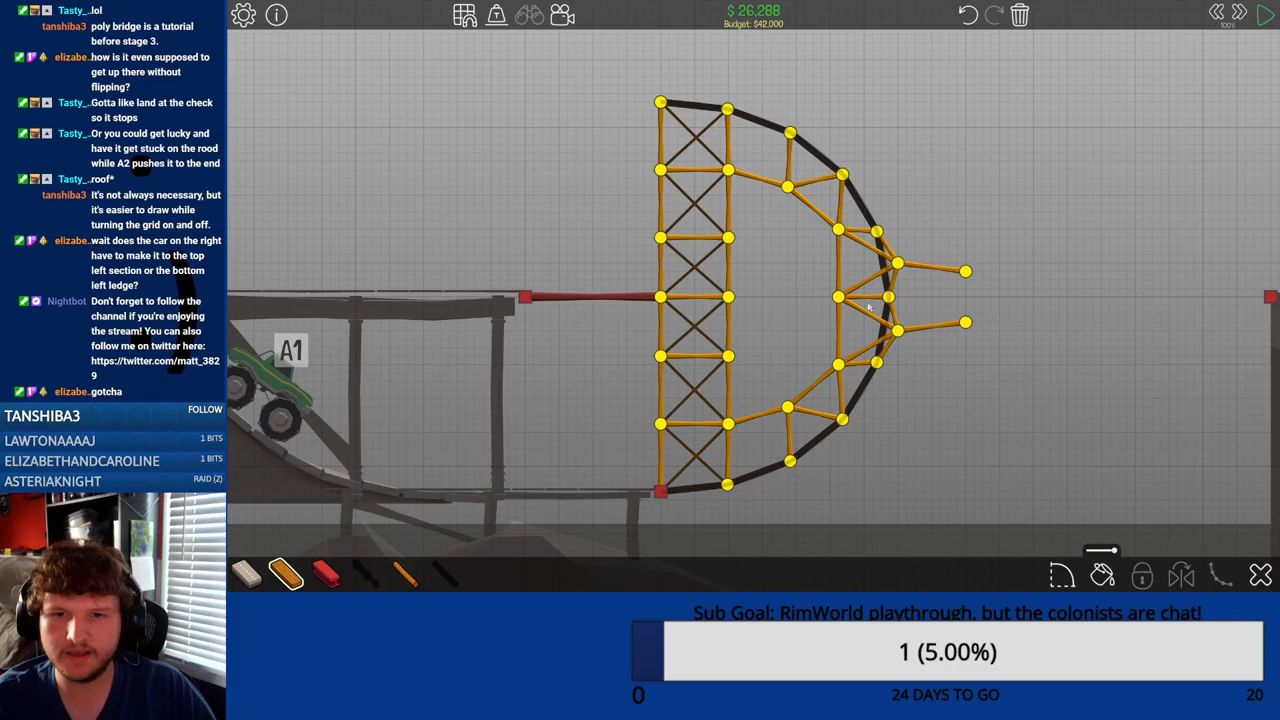 Tasty_..lol
tanshiba3 poly bridge is a tutorial
before stage 3.
elizabe..how is it even supposed to
get up there without
flipping?
Tasty_..Gotta like land at the check
so it stops
Tasty_..Or you could get lucky and
have it get stuck on the rood
while A2 pushes it to the end
Tasty_..roof*
tanshiba3 It's not always necessary, but
it's easier to draw while
turning the grid on and off.
elizabe..wait does the car on the right
have to make it to the top
left section or the bottom
left ledge?
Nightbot Don't forget to follow the
channel if you're enjoying
the stream! You can also
follow me on twitter here:
https://twitter.com/matt_382
9
elizabe..gotcha
TANSHIBA3 FOLLOW
LAWTONAAAAJ 1 BITS
ELIZABETHANDCAROLINE 1 BITS
ASTERIAKNIGHT RAID (2)
$ 26,288
Budget: $42,000
100%
A1
Sub Goal: RimWorld playthrough, but the colonists are chat!
1 (5.00%)
0 24 DAYS TO GO 20